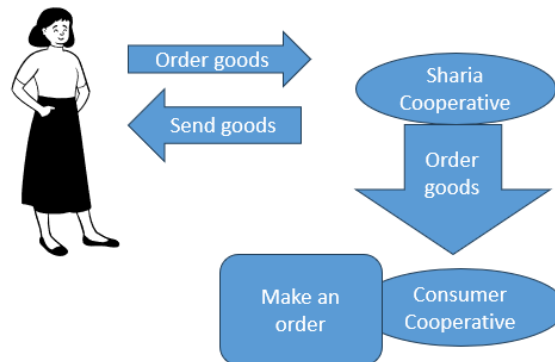 Order goods
Sharia
Cooperative
Send goods
Order
goods
Make an
order
Consumer
Cooperative